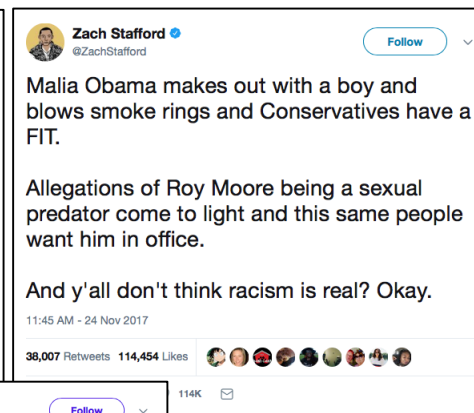 Zach Stafford
@ZachStafford
Follow
Malia Obama makes out with a boy and
blows smoke rings and Conservatives have a
FIT.
Allegations of Roy Moore being a sexual
predator come to light and this same people
want him in office.
And y'all don't think racism is real? Okay.
11:45 AM - 24 Nov 2017
38,007 Retweets 114,454 Likes
114K
Follow